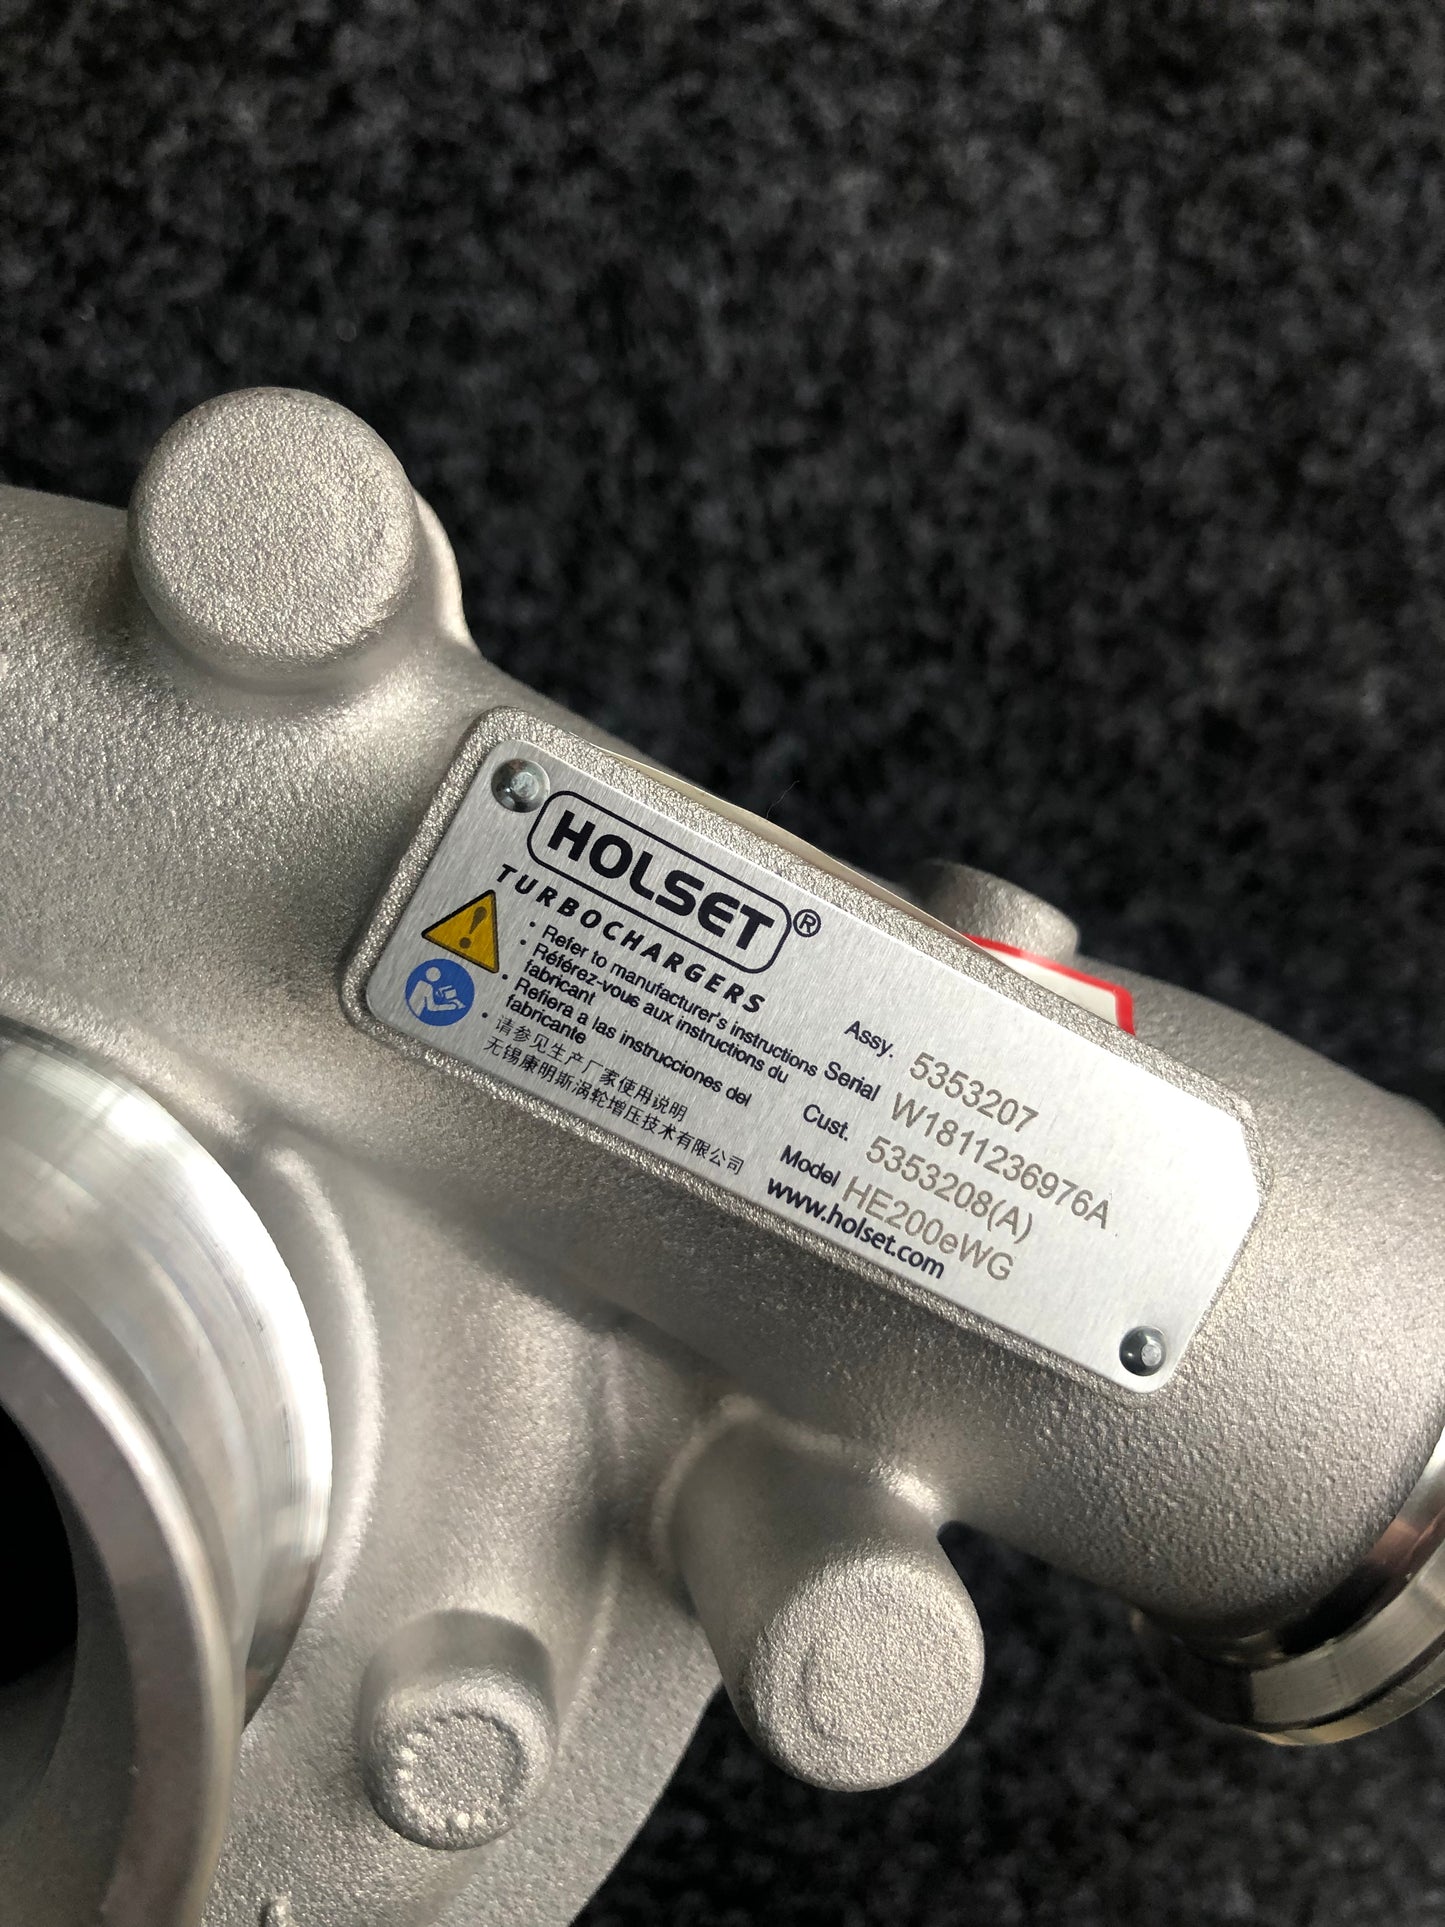 HOLSET®
TURBOCHARGERS
· Refer to manufacturer's instructions
· Référez-vous aux instructions du
fabricant
· Refiera a las instrucciones del
fabricante
· 请参见生产厂家使用说明
无锡康明斯涡轮增压技术有限公司
Assy. 5353207
Serial W1811236976A
Cust. 5353208(A)
Model HE200eWG
www.holset.com